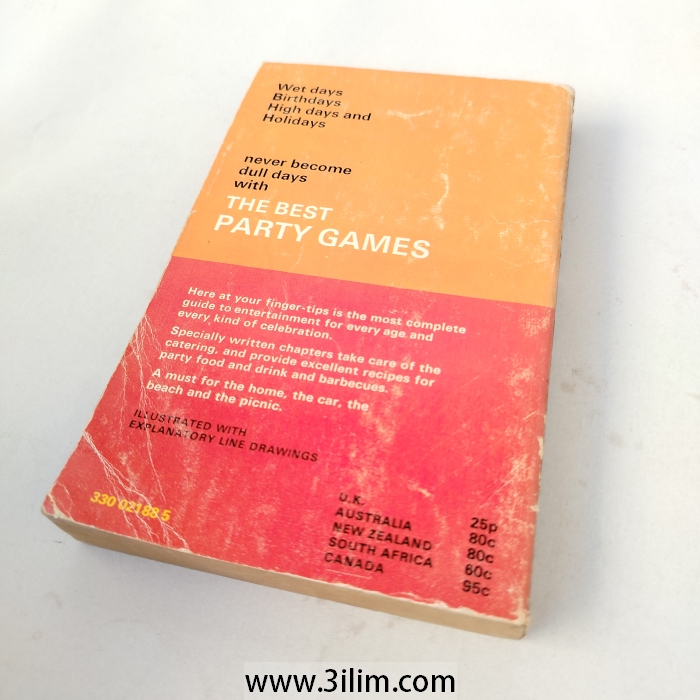 Wet days
Birthdays
High days and
Holidays
never become
dull days
with
THE BEST
PARTY GAMES
Here at your finger-tips is the most complete
guide to entertainment for every age and
every kind of celebration.
Specially written chapters take care of the
catering, and provide excellent recipes for
party food and drink and barbecues.
A must for the home, the car, the
beach and the picnic.
ILLUSTRATED WITH
EXPLANATORY LINE DRAWINGS
330 02188 5
U.K. 25p
AUSTRALIA 80c
NEW ZEALAND 80c
SOUTH AFRICA 60c
CANADA 95c
www.3ilim.com